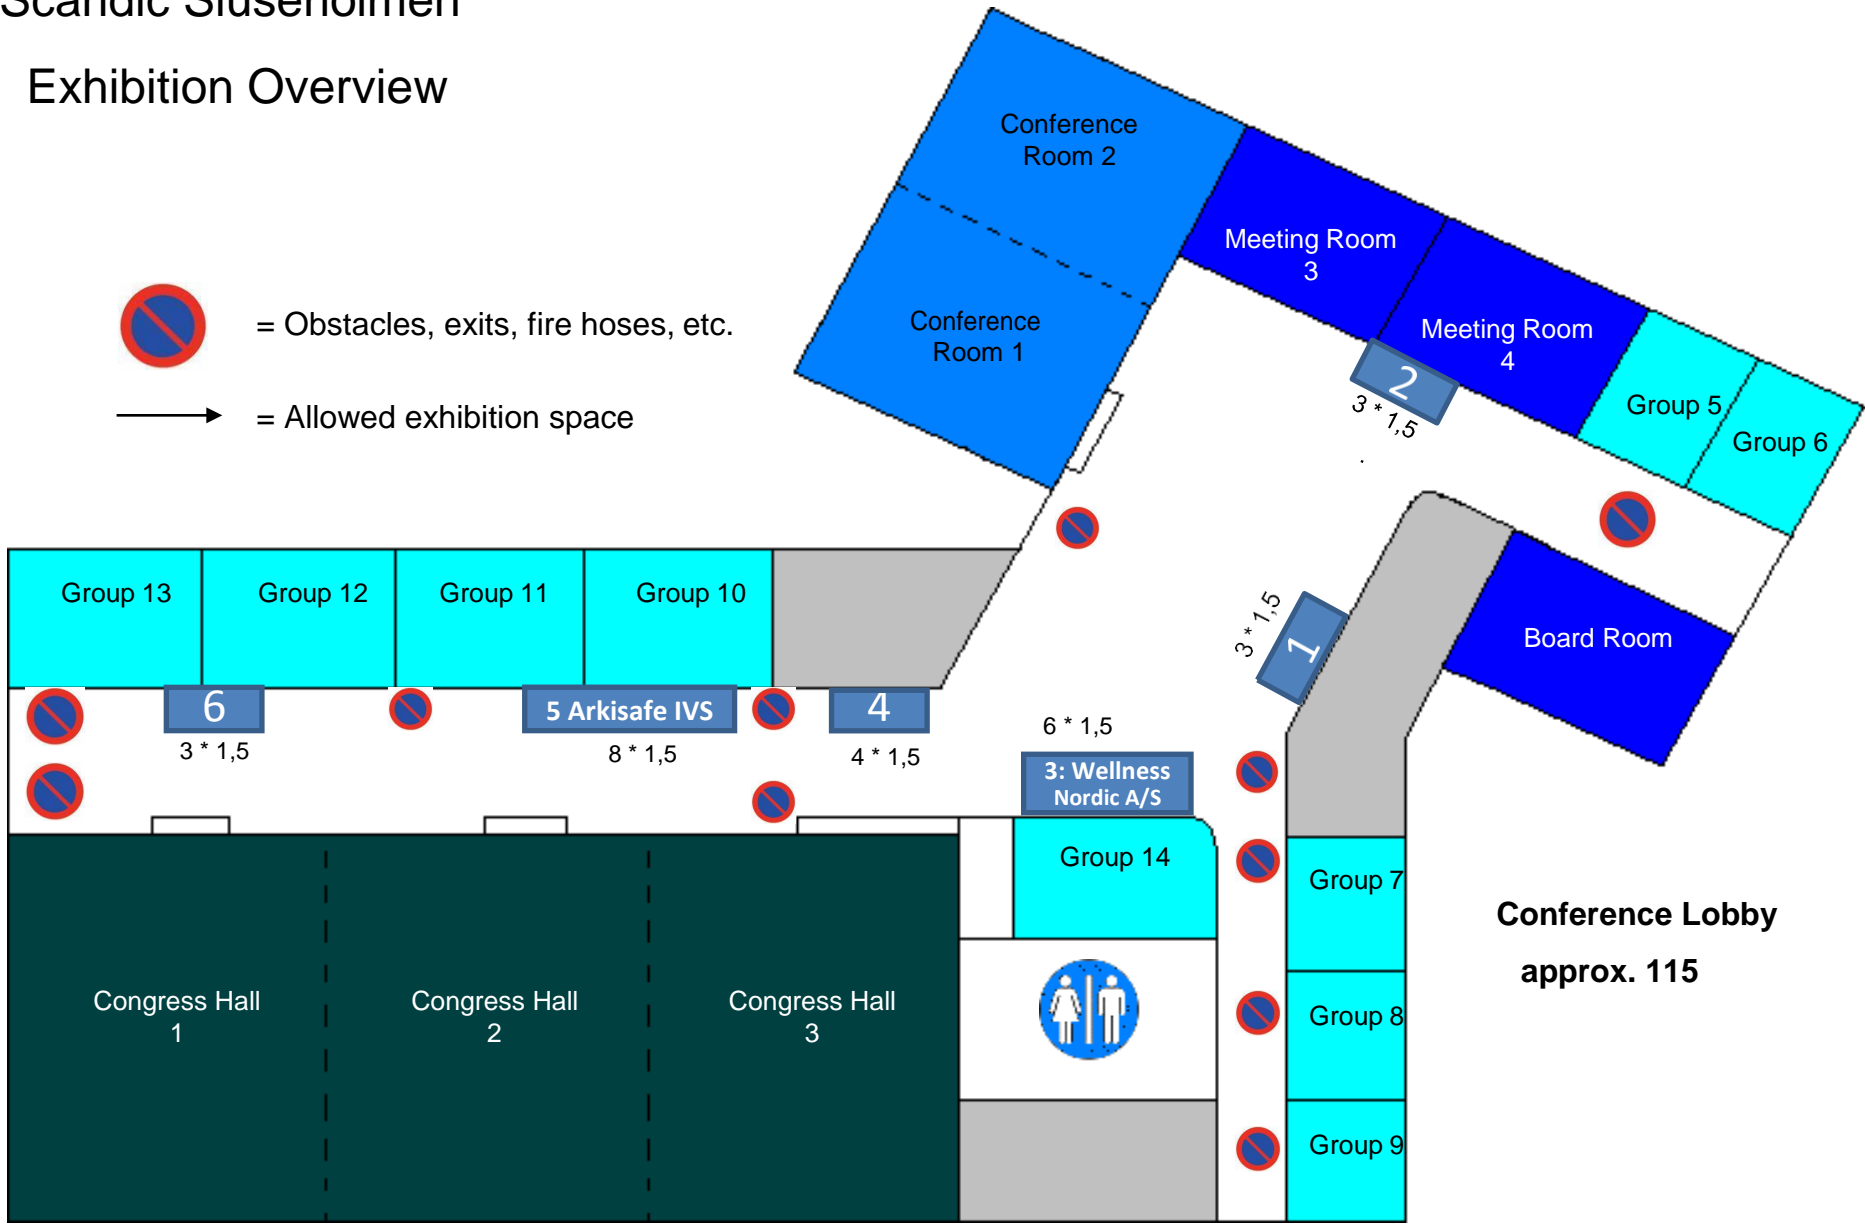 Scandic Sluseholmen
Exhibition Overview
= Obstacles, exits, fire hoses, etc.
= Allowed exhibition space
Conference
Room 2
Conference
Room 1
Meeting Room
3
Meeting Room
4
Group 5
Group 6
2
3 * 1,5
.
Board Room
1
3 * 1,5
Group 13
Group 12
Group 11
Group 10
6
3 * 1,5
5 Arkisafe IVS
8 * 1,5
4
4 * 1,5
6 * 1,5
3: Wellness
Nordic A/S
Group 14
Group 7
Group 8
Group 9
Conference Lobby
approx. 115
Congress Hall
1
Congress Hall
2
Congress Hall
3